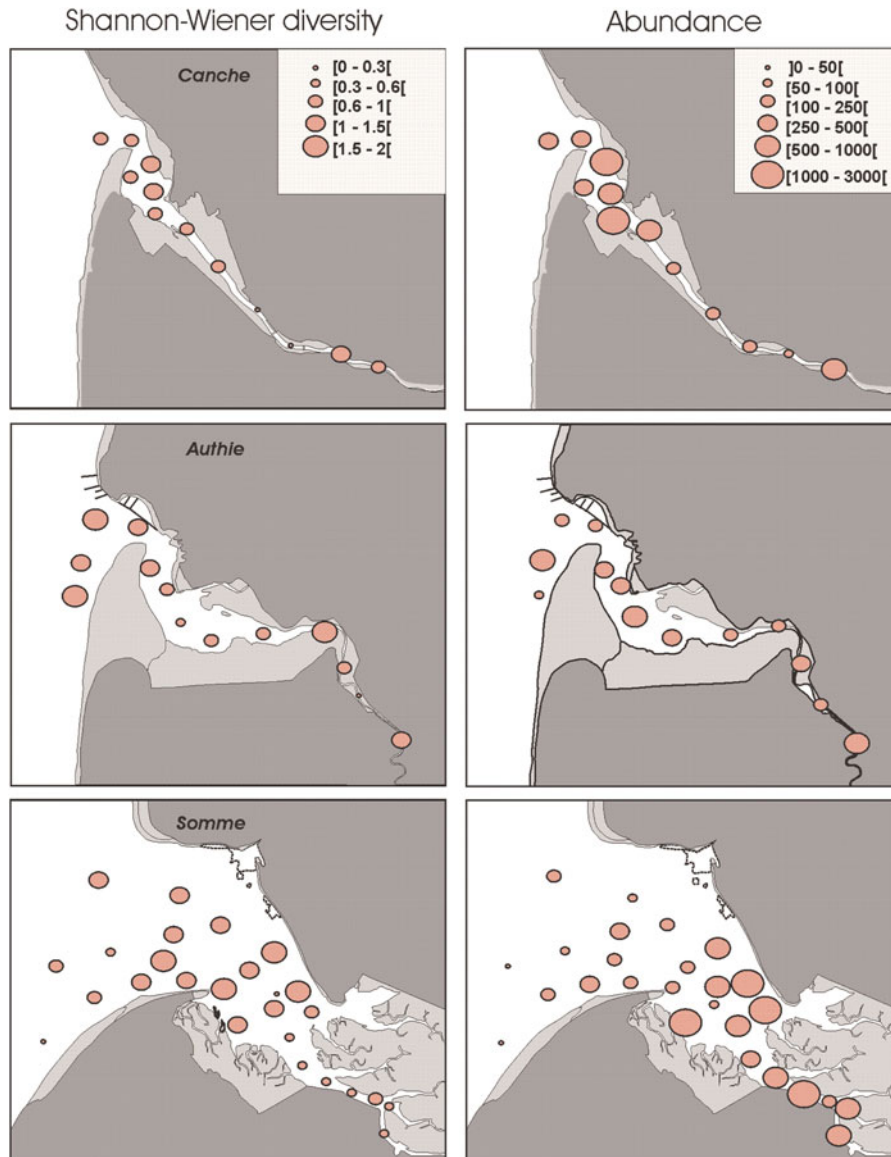 Shannon-Wiener diversity
Abundance
Canche
[0 - 0.3[
[0.3 - 0.6[
[0.6 - 1[
[1 - 1.5[
[1.5 - 2[
]0 - 50[
[50 - 100[
[100 - 250[
[250 - 500[
[500 - 1000[
[1000 - 3000[
Authie
Somme